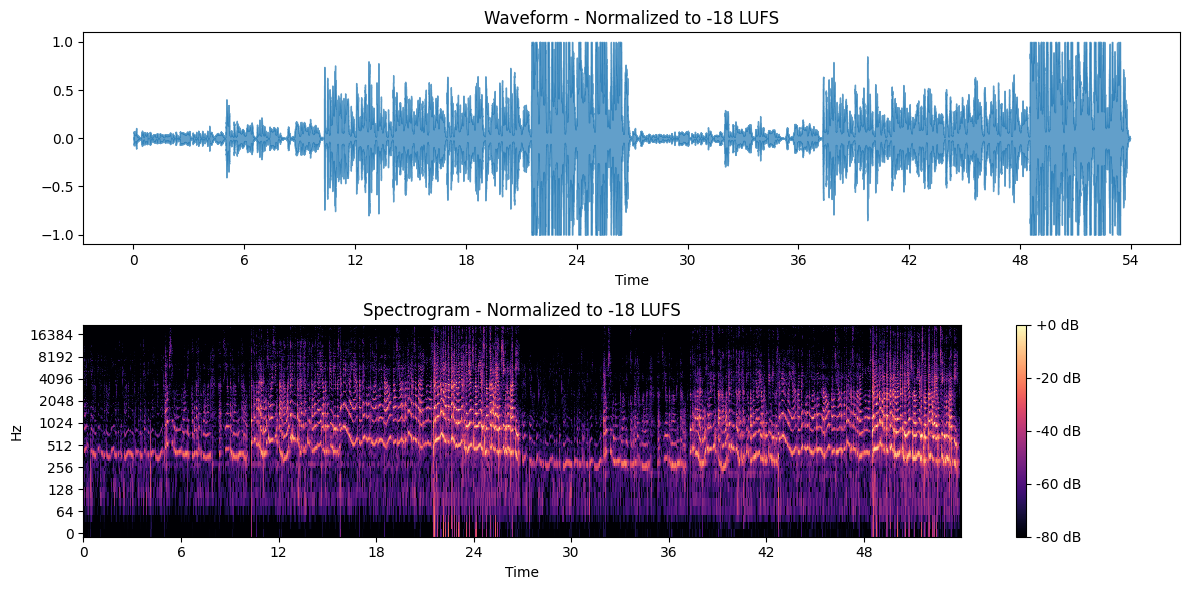 Waveform - Normalized to -18 LUFS
1.0
0.5
0.0
−0.5
−1.0
0 6 12 18 24 30 36 42 48 54
Time
Spectrogram - Normalized to -18 LUFS
16384
8192
4096
2048
1024
512
256
128
64
0
Hz
0 6 12 18 24 30 36 42 48
Time
+0 dB
-20 dB
-40 dB
-60 dB
-80 dB